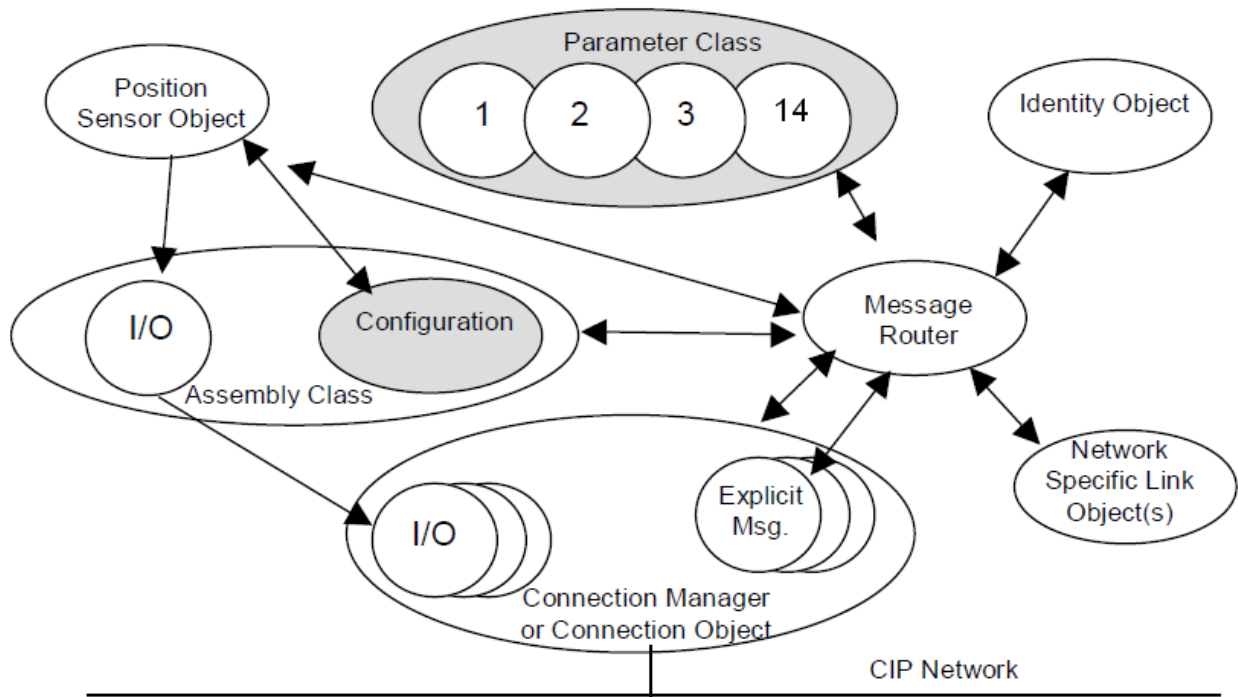 Parameter Class
1
2
3
14
Position
Sensor Object
Identity Object
I/O
Configuration
Assembly Class
Message
Router
I/O
Explicit
Msg.
Network
Specific Link
Object(s)
Connection Manager
or Connection Object
CIP Network